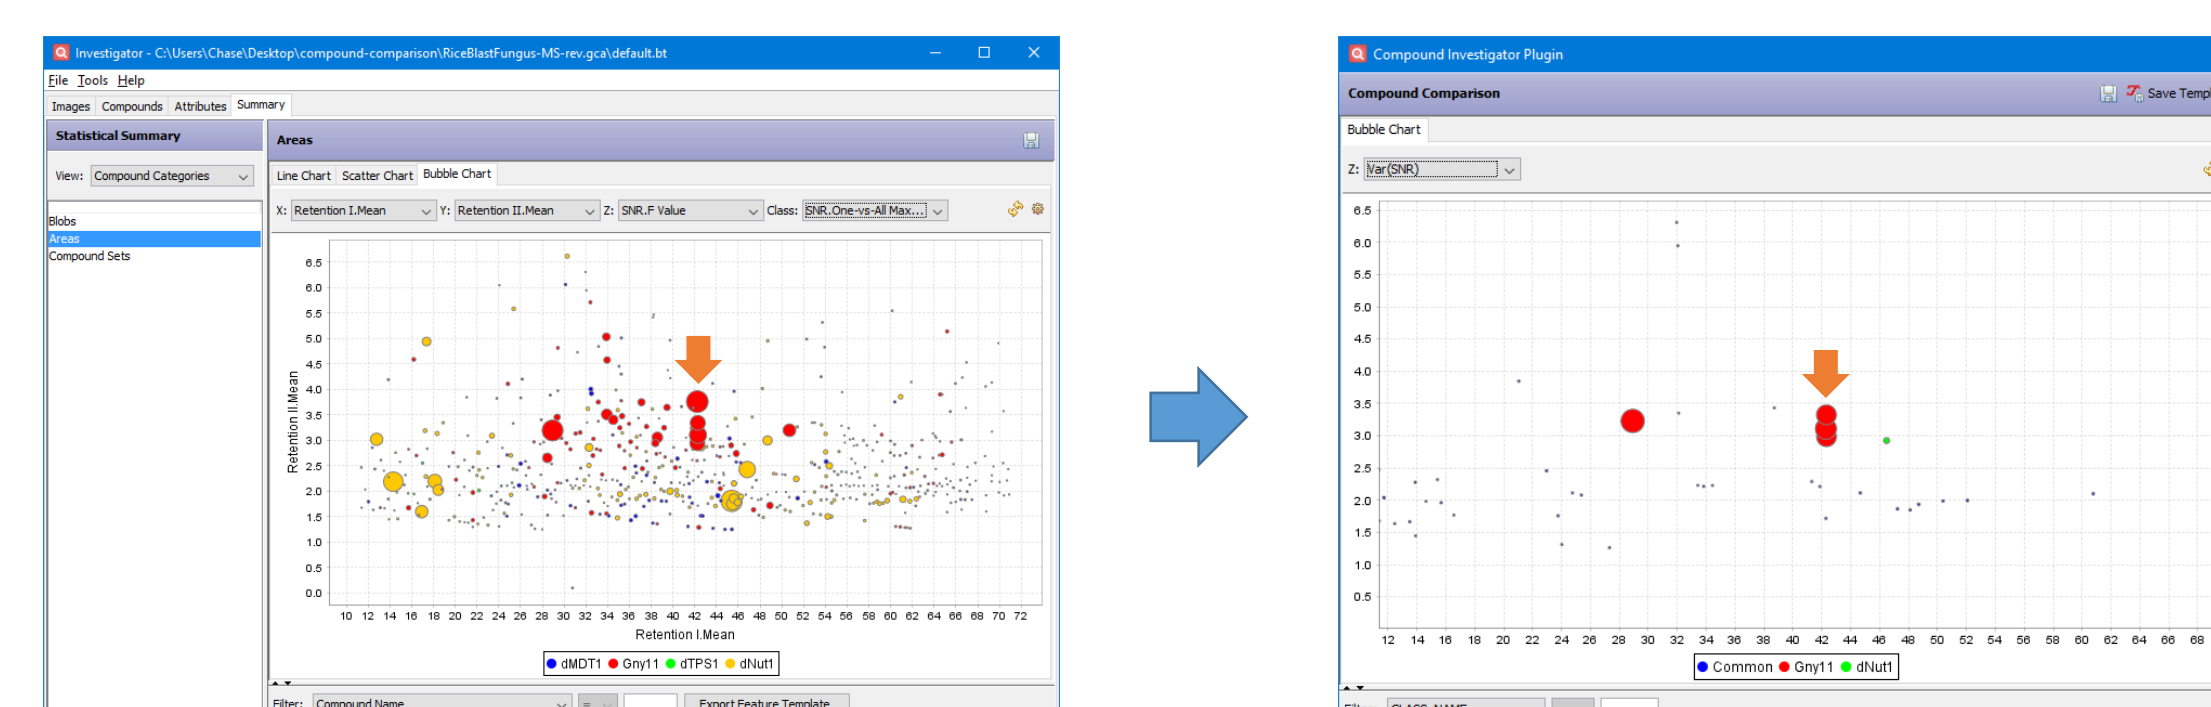 Investigator - C:\Users\Chase\Desktop\compound-comparison\RiceBlastFungus-MS-rev.gca\default.bt
File Tools Help
Images Compounds Attributes Summary
Statistical Summary
View: Compound Categories
Blobs
Areas
Compound Sets
Areas
Line Chart Scatter Chart Bubble Chart
X: Retention I.Mean Y: Retention II.Mean Z: SNR.F Value Class: SNR.One-vs-All Max...
Retention II.Mean
6.5
6.0
5.5
5.0
4.5
4.0
3.5
3.0
2.5
2.0
1.5
1.0
0.5
0.0
10 12 14 16 18 20 22 24 26 28 30 32 34 36 38 40 42 44 46 48 50 52 54 56 58 60 62 64 66 68 70 72
Retention I.Mean
dMDT1 Gny11 dTPS1 dNut1
Filter: Compound Name = Export Feature Template
Compound Investigator Plugin
Compound Comparison
Save Templ
Bubble Chart
Z: Var(SNR)
6.5
6.0
5.5
5.0
4.5
4.0
3.5
3.0
2.5
2.0
1.5
1.0
0.5
12 14 16 18 20 22 24 26 28 30 32 34 36 38 40 42 44 46 48 50 52 54 56 58 60 62 64 66 68
Common Gny11 dNut1
Filter: CLASS_NAME